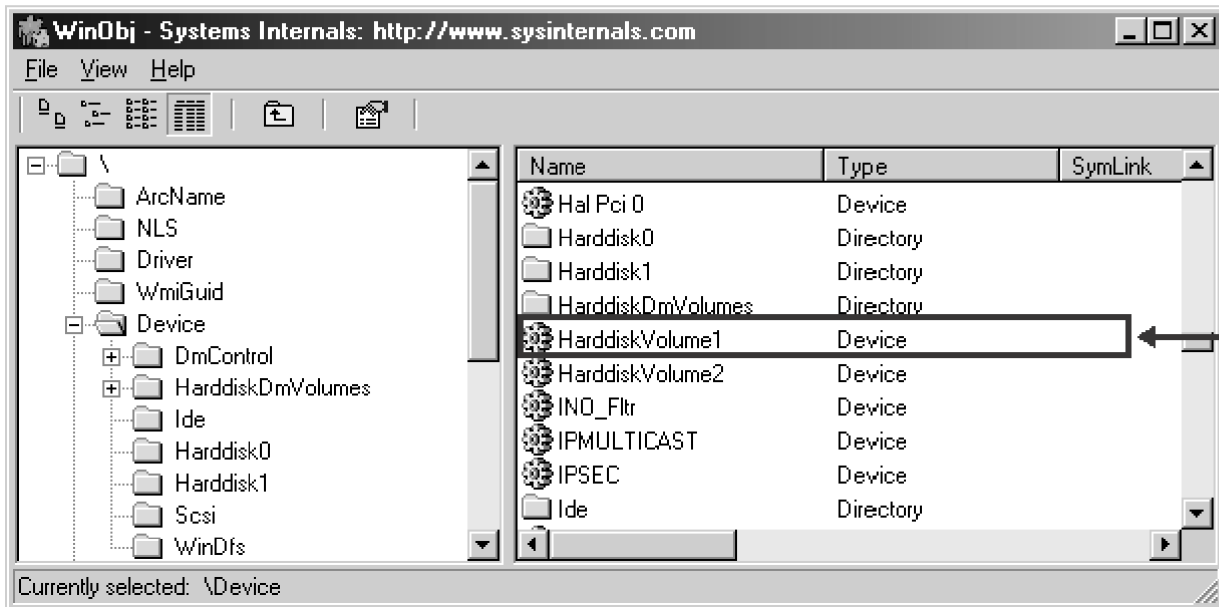 WinObj - Systems Internals: http://www.sysinternals.com
File View Help
\
ArcName
NLS
Driver
WmiGuid
Device
DmControl
HarddiskDmVolumes
Ide
Harddisk0
Harddisk1
Scsi
WinDfs
Name Type SymLink
Hal Pci 0 Device
Harddisk0 Directory
Harddisk1 Directory
HarddiskDmVolumes Directory
HarddiskVolume1 Device
HarddiskVolume2 Device
INO_Fltr Device
IPMULTICAST Device
IPSEC Device
Ide Directory
Currently selected: \Device